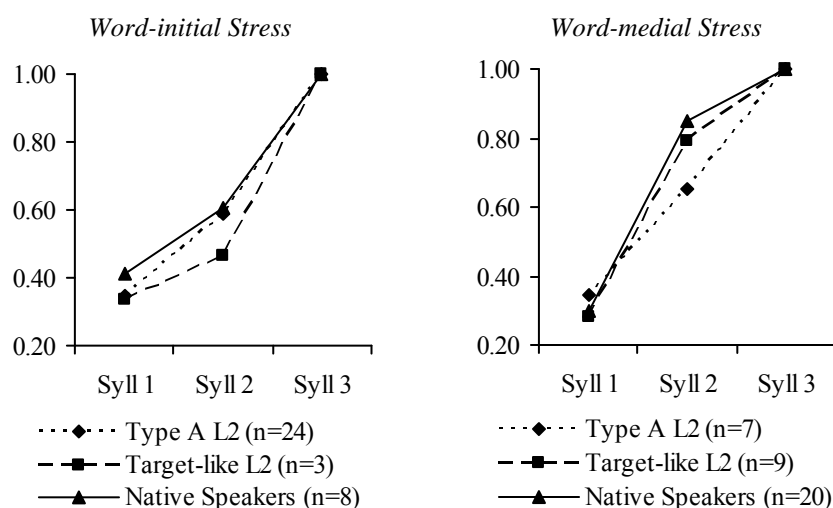 Word-initial Stress
1.00
0.80
0.60
0.40
0.20
Syll 1 Syll 2 Syll 3
Type A L2 (n=24)
Target-like L2 (n=3)
Native Speakers (n=8)
Word-medial Stress
1.00
0.80
0.60
0.40
0.20
Syll 1 Syll 2 Syll 3
Type A L2 (n=7)
Target-like L2 (n=9)
Native Speakers (n=20)